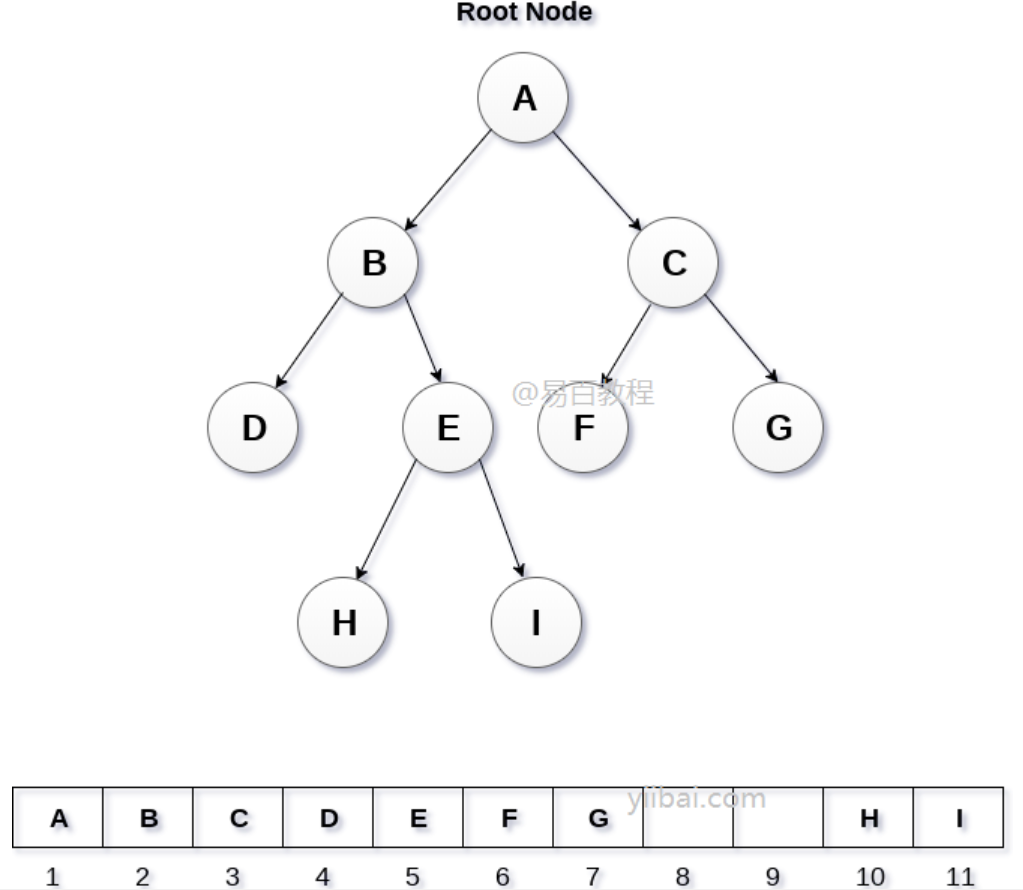 Root Node
A
B C
D E F G
@易百教程
H I
yiibai.com
A B C D E F G H I
1 2 3 4 5 6 7 8 9 10 11